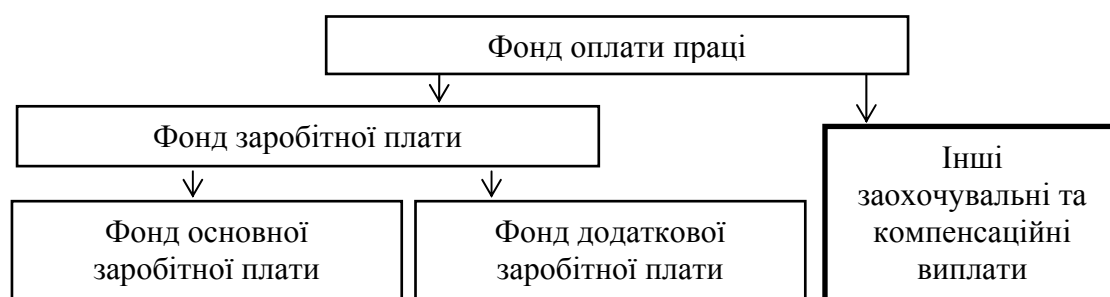 Фонд оплати праці
Фонд заробітної плати
Інші
заохочувальні та
компенсаційні
виплати
Фонд основної
заробітної плати
Фонд додаткової
заробітної плати